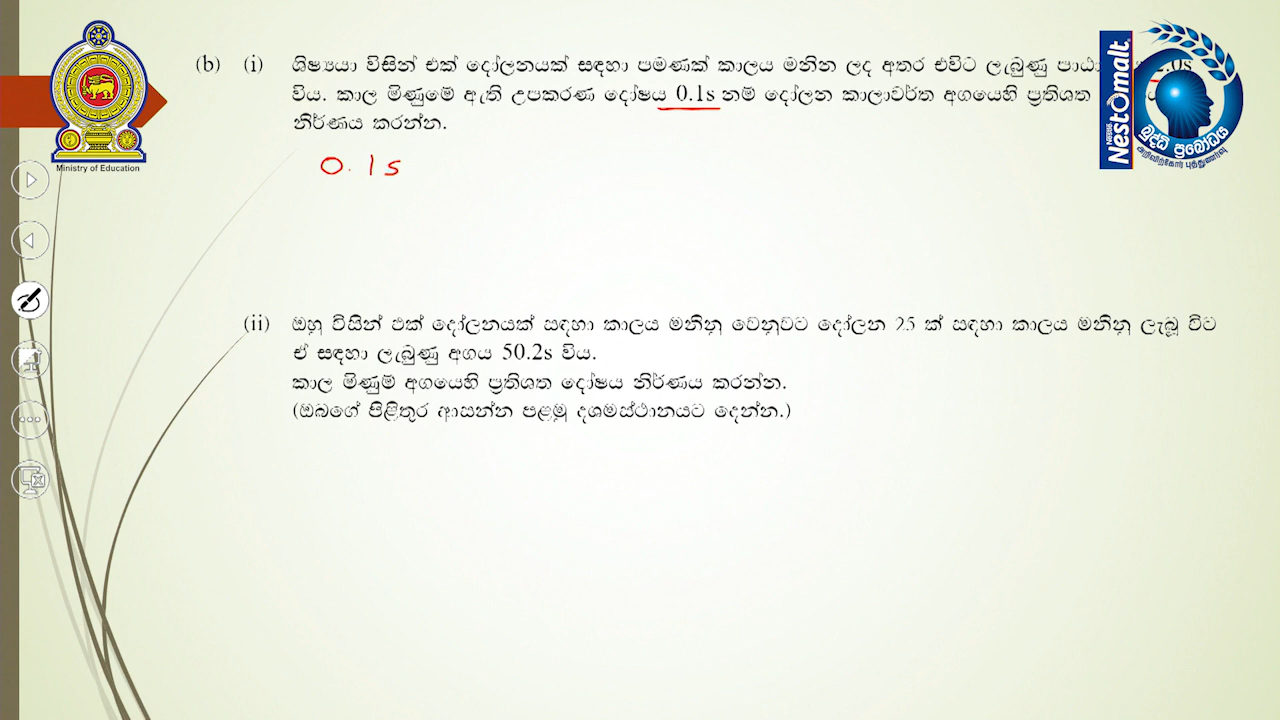 (b) (i) ශිෂ්‍යයා විසින් එක් දෝලනයක් සඳහා පමණක් කාලය මනින ලද අතර එවිට ලැබුණු
විය. කාල මිණුමේ ඇති උපකරණ දෝෂය 0.1s නම් දෝලන කාලාවර්ත අගයෙහි ප්‍රතිශත
නිර්ණය කරන්න.
0.1s
(ii) ඔහු විසින් එක් දෝලනයක් සඳහා කාලය මනිනු වෙනුවට දෝලන 25 ක් සඳහා කාලය මනිනු ලැබූ විට
ඒ සඳහා ලැබුණු අගය 50.2s විය.
කාල මිණුම් අගයෙහි ප්‍රතිශත දෝෂය නිර්ණය කරන්න.
(ඔබගේ පිළිතුර ආසන්න පළමු දශමස්ථානයට දෙන්න.)
Ministry of Education
Nestomalt
බුද්ධි ප්‍රබෝධය